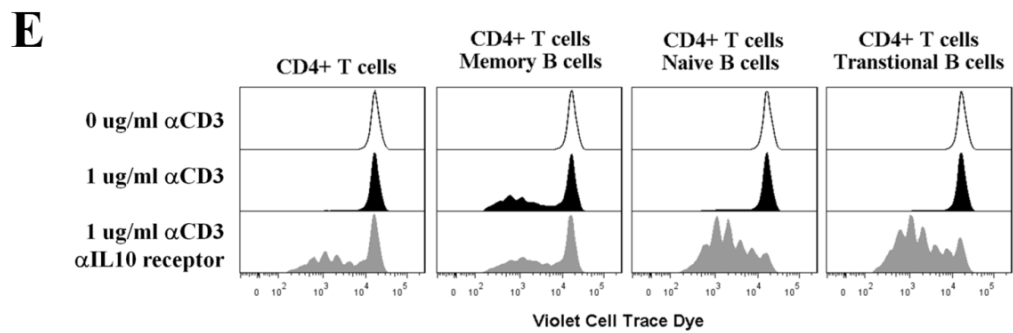 E
CD4+ T cells
CD4+ T cells
Memory B cells
CD4+ T cells
Naive B cells
CD4+ T cells
Transtional B cells
0 ug/ml αCD3
1 ug/ml αCD3
1 ug/ml αCD3
αIL10 receptor
0 10² 10³ 10⁴ 10⁵
0 10² 10³ 10⁴ 10⁵
0 10² 10³ 10⁴ 10⁵
0 10² 10³ 10⁴ 10⁵
Violet Cell Trace Dye